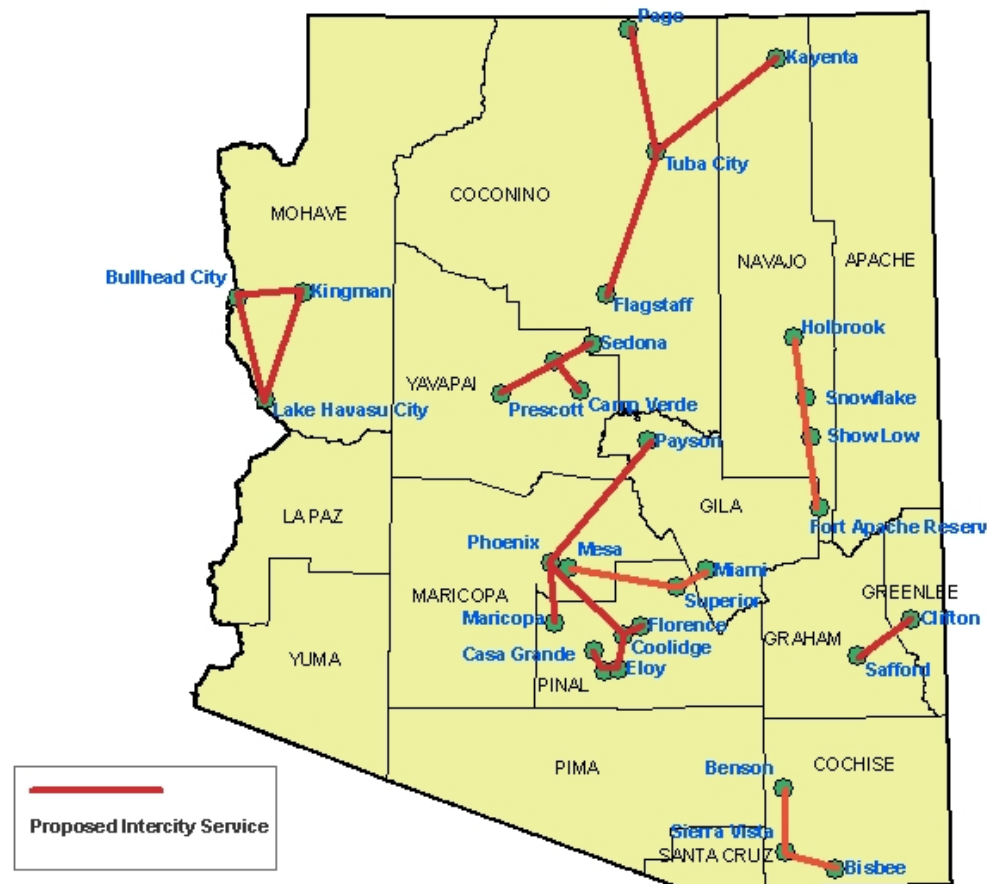 Page
Kayenta
Tuba City
COCONINO
MOHAVE
NAVAJO
APACHE
Bullhead City
Kingman
Flagstaff
Holbrook
Sedona
YAVAPAI
Prescott
Camp Verde
Snowflake
Lake Havasu City
Show Low
Payson
GILA
LA PAZ
Fort Apache Reserv
Phoenix
Mesa
Miami
MARICOPA
Superior
GREENLEE
Maricopa
Florence
Clifton
GRAHAM
Coolidge
Casa Grande
YUMA
Eloy
Safford
PINAL
PIMA
Benson
COCHISE
Proposed Intercity Service
Sierra Vista
SANTA CRUZ
Bisbee